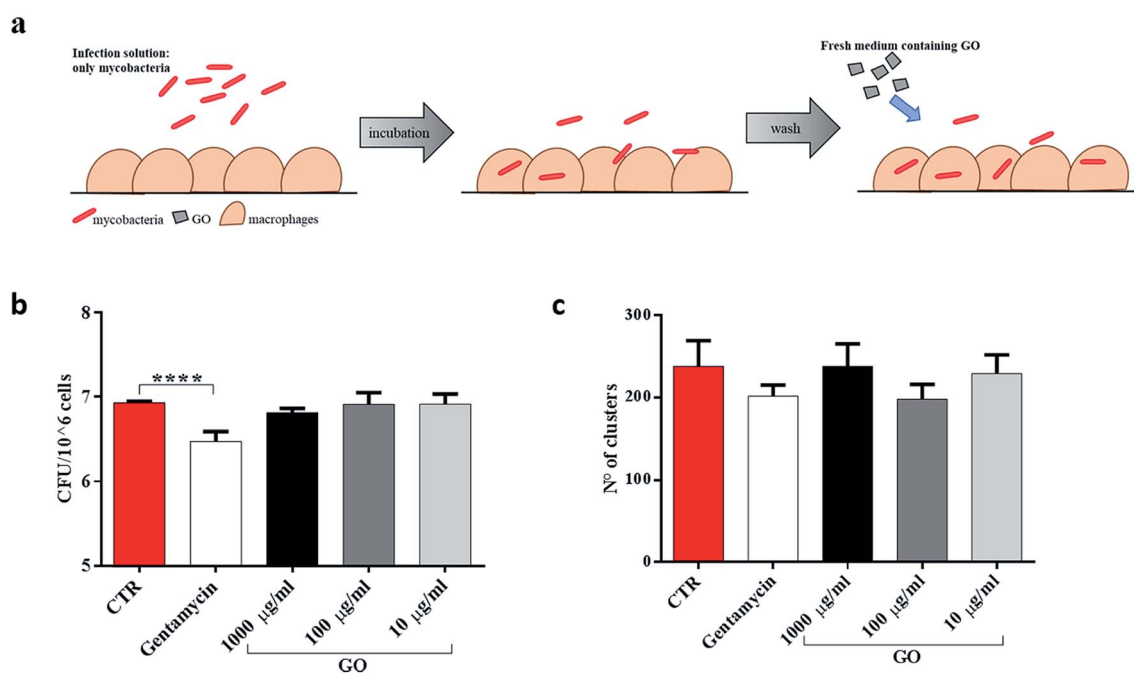 a
Infection solution:
only mycobacteria
Fresh medium containing GO
incubation
wash
mycobacteria
GO
macrophages
b
8
7
6
5
CFU/10^6 cells
****
CTR
Gentamycin
1000 µg/ml
100 µg/ml
10 µg/ml
GO
c
300
200
100
0
N° of clusters
CTR
Gentamycin
1000 µg/ml
100 µg/ml
10 µg/ml
GO